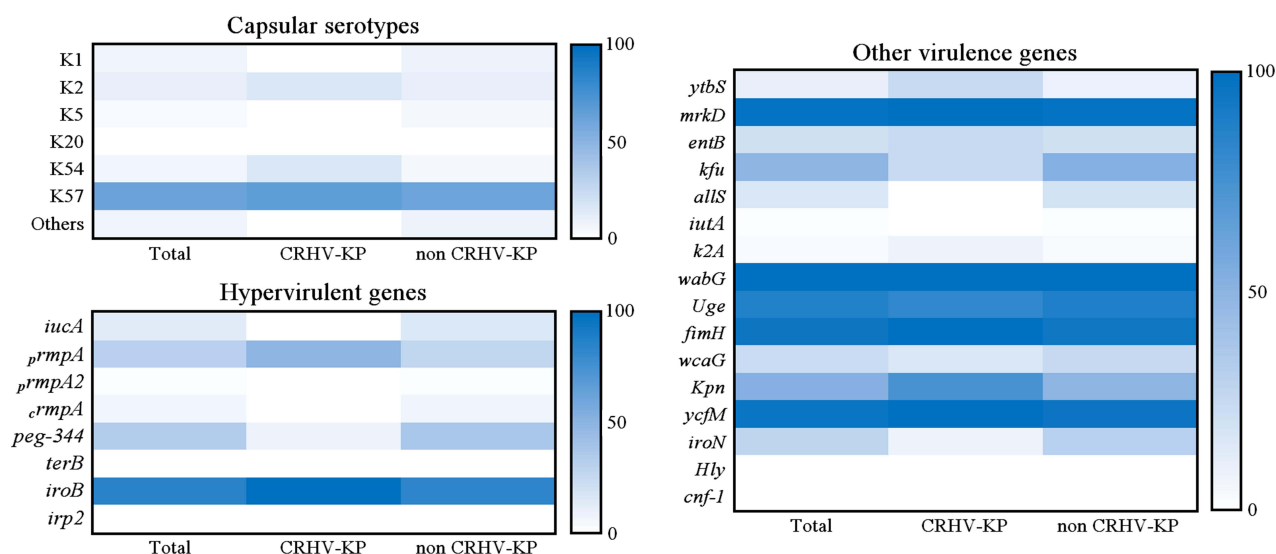 Capsular serotypes
K1
K2
K5
K20
K54
K57
Others
Total CRHV-KP non CRHV-KP
100
50
0
Hypervirulent genes
iucA
prmpA
prmpA2
crmpA
peg-344
terB
iroB
irp2
Total CRHV-KP non CRHV-KP
100
50
0
Other virulence genes
ytbS
mrkD
entB
kfu
allS
iutA
k2A
wabG
Uge
fimH
wcaG
Kpn
ycfM
iroN
Hly
cnf-1
Total CRHV-KP non CRHV-KP
100
50
0